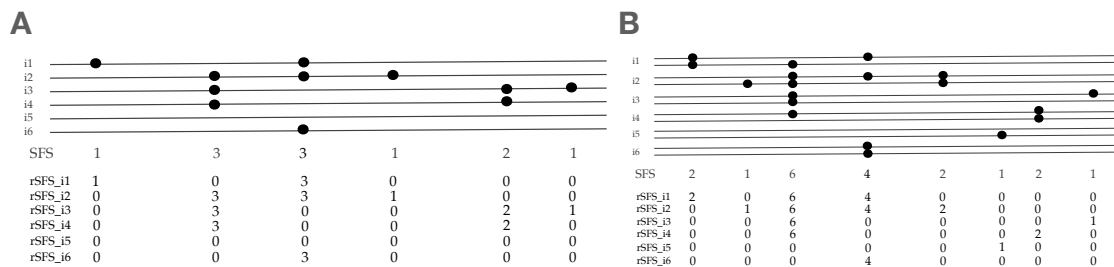 A
i1
i2
i3
i4
i5
i6
SFS 1 3 3 1 2 1
rSFS_i1 1 0 3 0 0 0
rSFS_i2 0 3 3 1 0 0
rSFS_i3 0 3 0 0 2 1
rSFS_i4 0 3 0 0 2 0
rSFS_i5 0 0 0 0 0 0
rSFS_i6 0 0 3 0 0 0
B
i1
i2
i3
i4
i5
i6
SFS 2 1 6 4 2 1 2 1
rSFS_i1 2 0 6 4 0 0 0 0
rSFS_i2 0 1 6 4 2 0 0 0
rSFS_i3 0 0 6 0 0 0 0 1
rSFS_i4 0 0 6 0 0 0 2 0
rSFS_i5 0 0 0 0 0 1 0 0
rSFS_i6 0 0 0 4 0 0 0 0